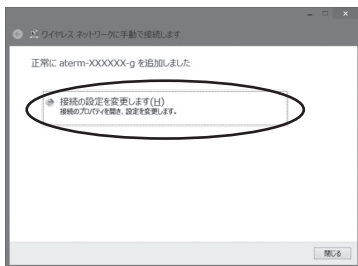 ワイヤレス ネットワークに手動で接続します
正常に aterm-XXXXXX-g を追加しました
接続の設定を変更します(H)
接続のプロパティを開き、設定を変更します。
閉じる